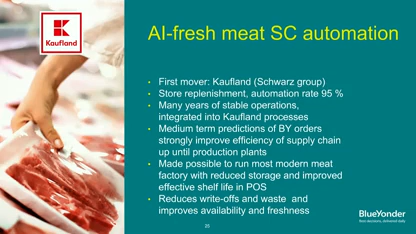 Kaufland
AI-fresh meat SC automation
• First mover: Kaufland (Schwarz group)
• Store replenishment, automation rate 95 %
• Many years of stable operations,
integrated into Kaufland processes
• Medium term predictions of BY orders
strongly improve efficiency of supply chain
up until production plants
• Made possible to run most modern meat
factory with reduced storage and improved
effective shelf life in POS
• Reduces write-offs and waste and
improves availability and freshness
BlueYonder
Best decisions, delivered daily
35